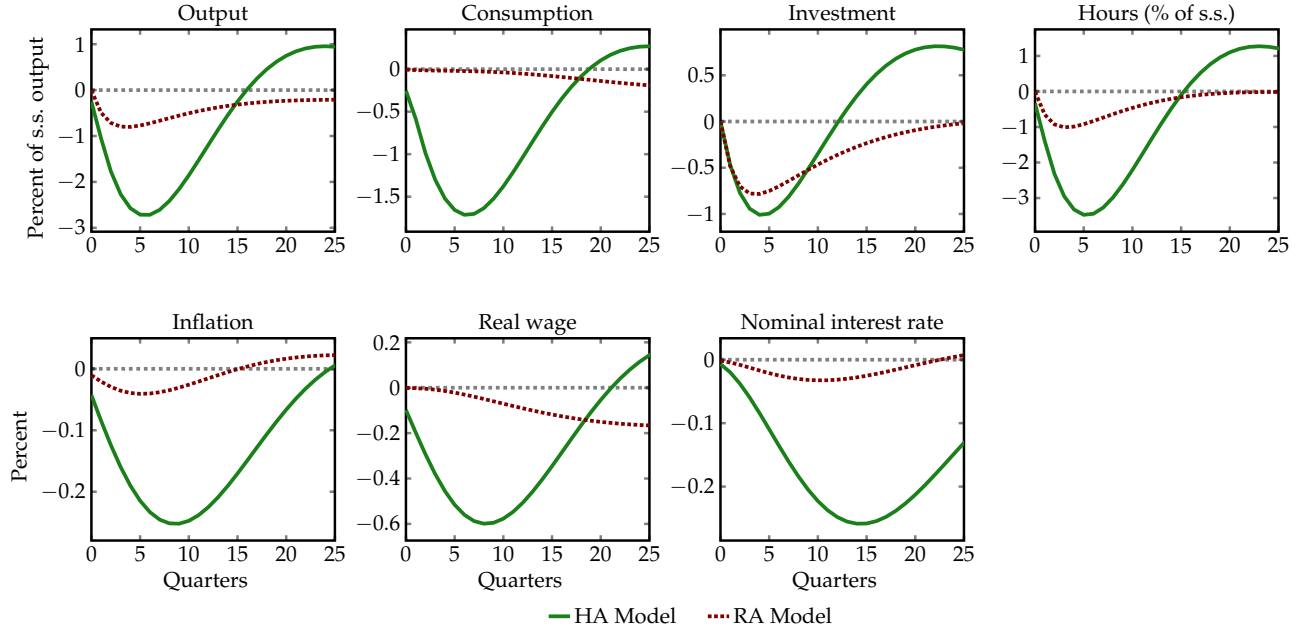 Output
Consumption
Investment
Hours (% of s.s.)
Percent of s.s. output
1
0
−1
−2
−3
0 5 10 15 20 25
0
−0.5
−1
−1.5
0 5 10 15 20 25
0.5
0
−0.5
−1
0 5 10 15 20 25
1
0
−1
−2
−3
0 5 10 15 20 25
Inflation
Real wage
Nominal interest rate
Percent
0
−0.1
−0.2
0 5 10 15 20 25
Quarters
0.2
0
−0.2
−0.4
−0.6
0 5 10 15 20 25
Quarters
0
−0.1
−0.2
0 5 10 15 20 25
Quarters
HA Model RA Model